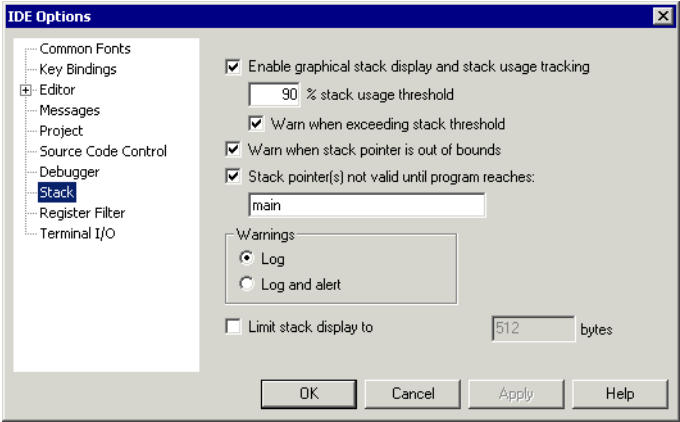 IDE Options
Common Fonts
Key Bindings
Editor
Messages
Project
Source Code Control
Debugger
Stack
Register Filter
Terminal I/O
Enable graphical stack display and stack usage tracking
90 % stack usage threshold
Warn when exceeding stack threshold
Warn when stack pointer is out of bounds
Stack pointer(s) not valid until program reaches:
main
Warnings
Log
Log and alert
Limit stack display to 512 bytes
OK Cancel Apply Help